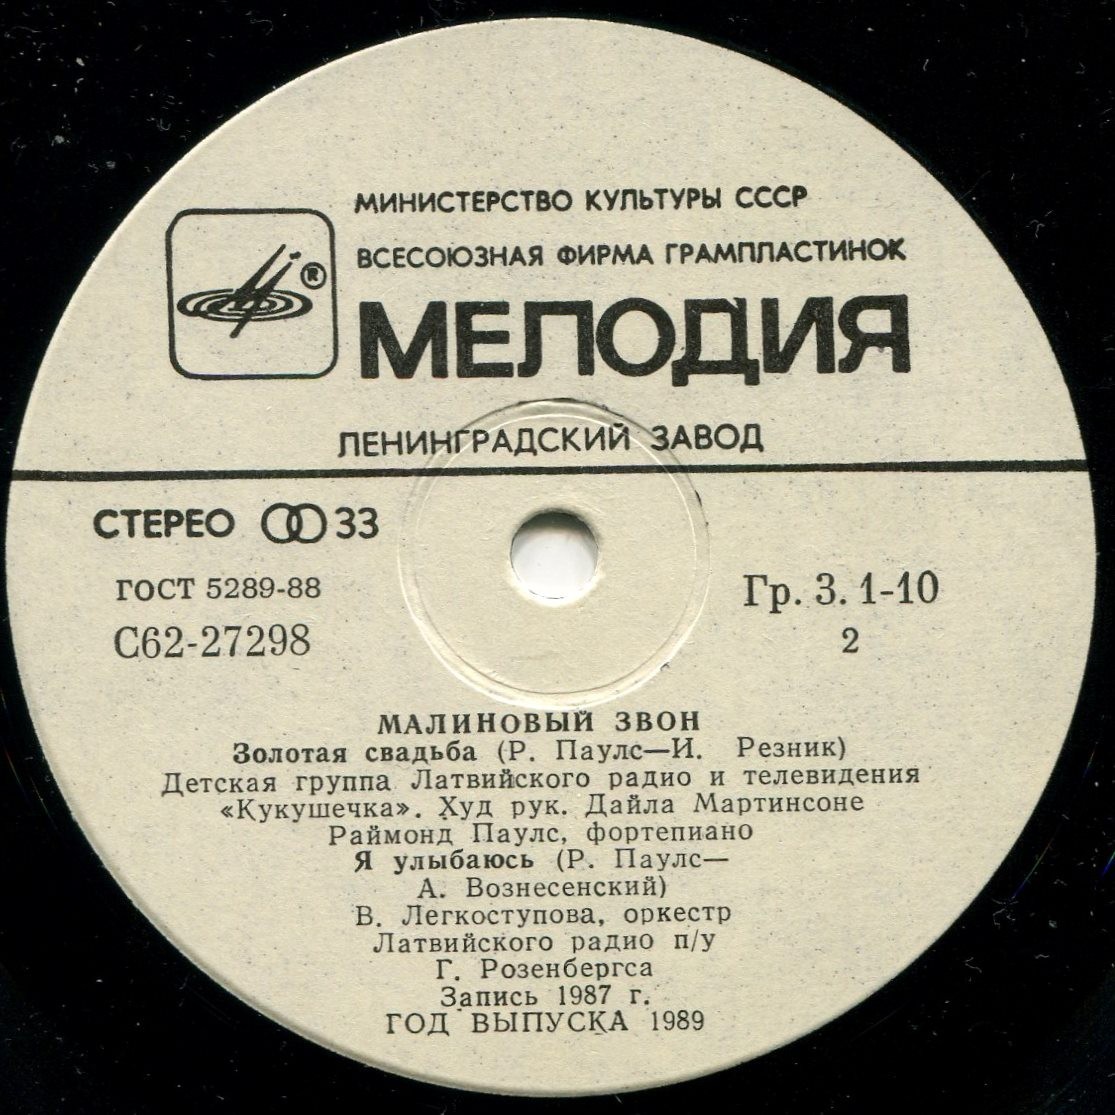 МИНИСТЕРСТВО КУЛЬТУРЫ СССР
ВСЕСОЮЗНАЯ ФИРМА ГРАМПЛАСТИНОК
®
МЕЛОДИЯ
ЛЕНИНГРАДСКИЙ ЗАВОД
СТЕРЕО 33
ГОСТ 5289-88
С62-27298
Гр. 3. 1-10
2
МАЛИНОВЫЙ ЗВОН
Золотая свадьба (Р. Паулс—И. Резник)
Детская группа Латвийского радио и телевидения
«Кукушечка». Худ рук. Дайла Мартинсоне
Раймонд Паулс, фортепиано
Я улыбаюсь (Р. Паулс—
А. Вознесенский)
В. Легкоступова, оркестр
Латвийского радио п/у
Г. Розенбергса
Запись 1987 г.
ГОД ВЫПУСКА 1989